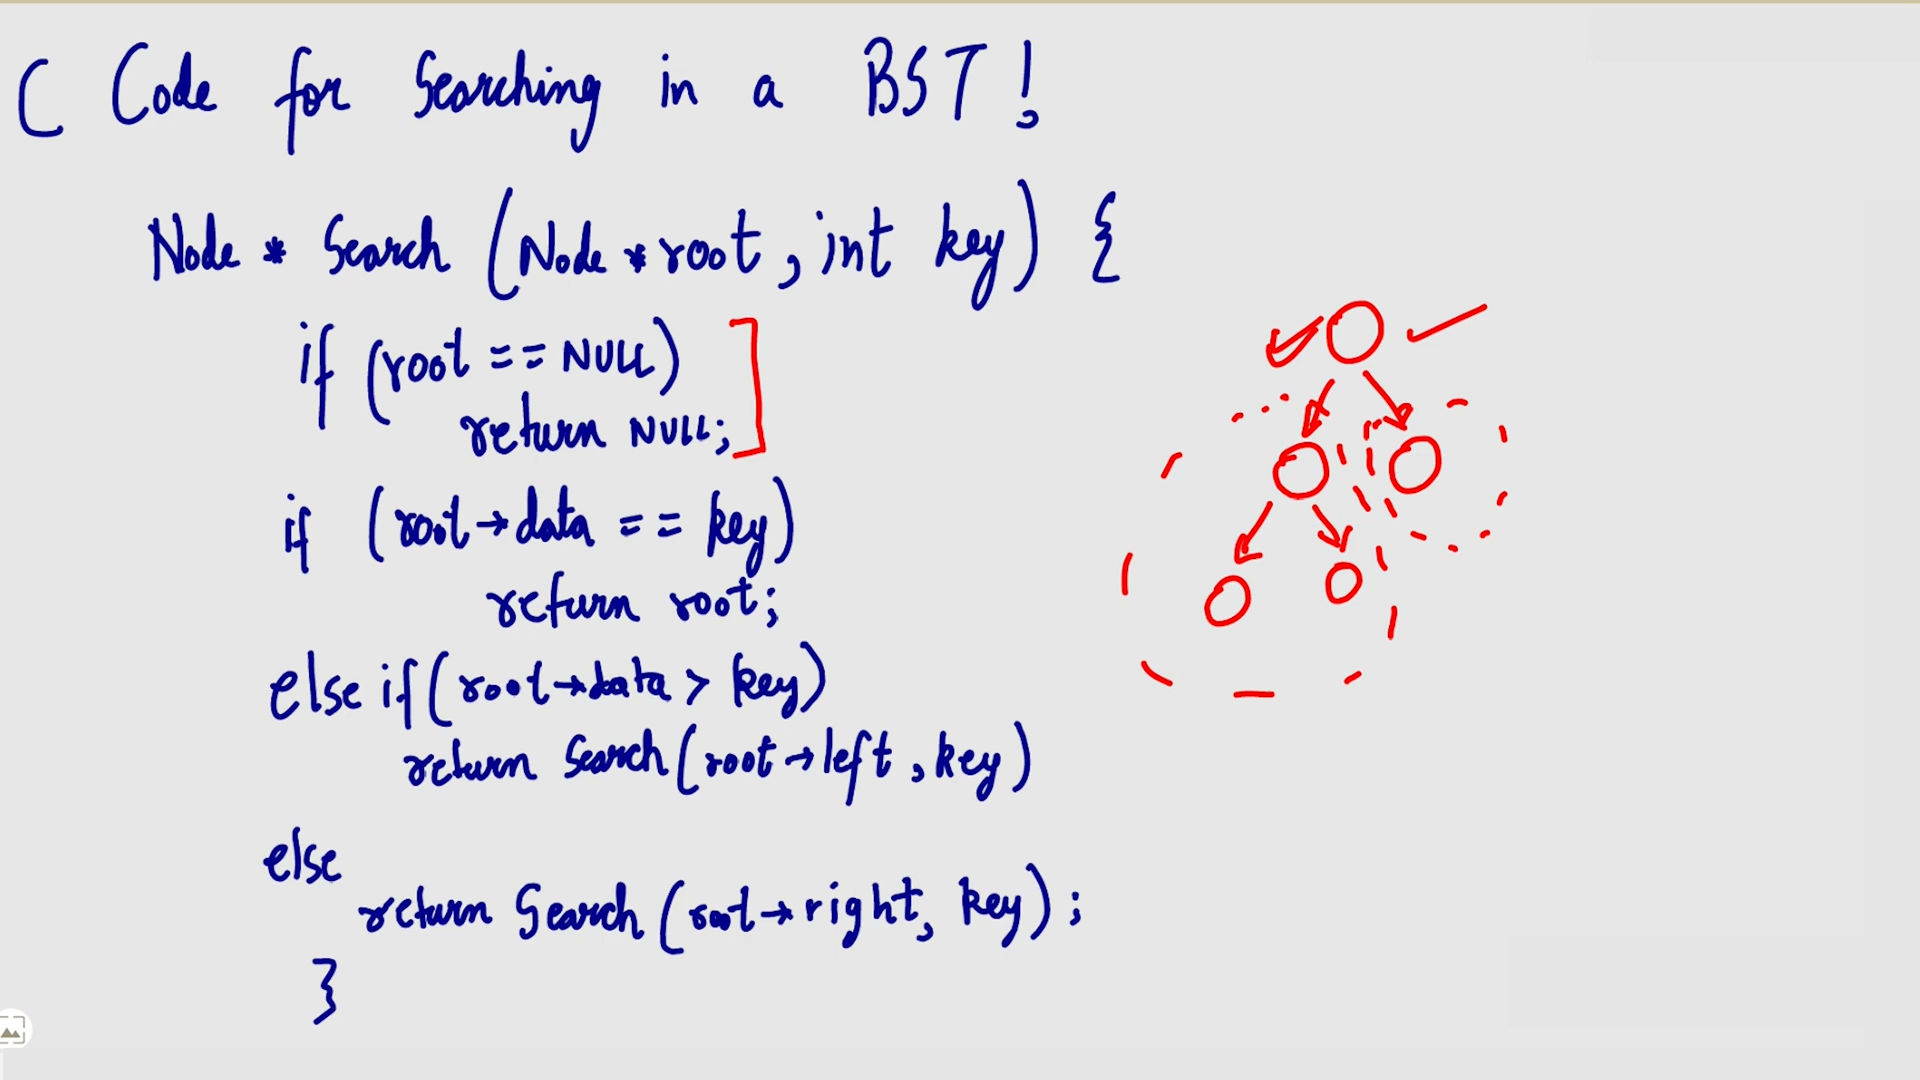 C Code for Searching in a BST!
Node * Search (Node *root, int key) {
if (root == NULL)
return NULL;
if (root→data == key)
return root;
else if (root→data > key)
return Search (root→left, key)
else
return Search (root→right, key);
}